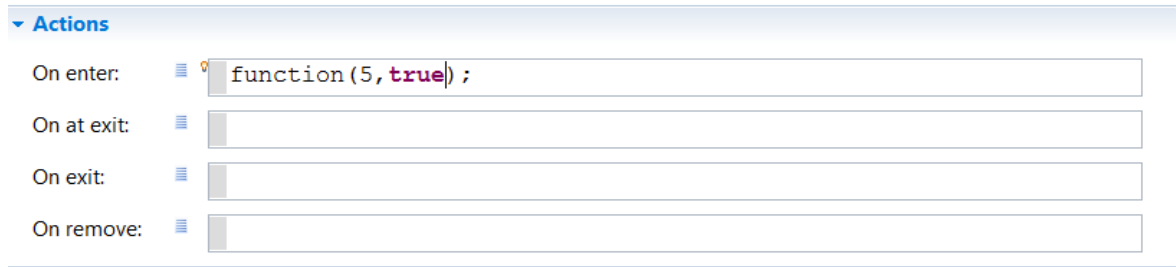 Actions
On enter: function(5,true);
On at exit:
On exit:
On remove: